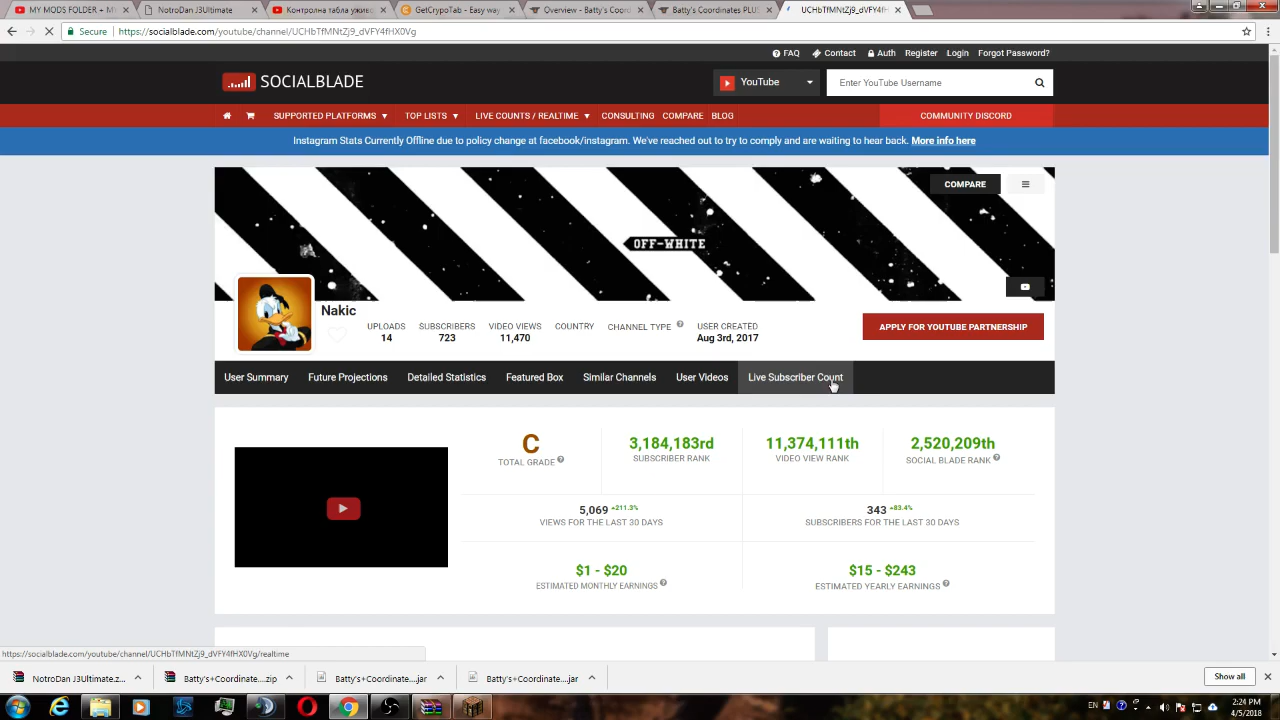 MY MODS FOLDER - M
NotroDan J3Ultimate
Контролна табла узжив
GetCrypoTab - Easy way
Overview - Batty's Coor
Batty's Coordinates PLUS
UCHbTfMNtZj9_dVFY4fH
Secure https://socialblade.com/youtube/channel/UCHbTfMNtZj9_dVFY4fHX0Vg
FAQ Contact Auth Register Login Forgot Password?
SOCIALBLADE YouTube Enter YouTube Username
SUPPORTED PLATFORMS TOP LISTS LIVE COUNTS / REALTIME CONSULTING COMPARE BLOG COMMUNITY DISCORD
Instagram Stats Currently Offline due to policy change at facebook/instagram. We've reached out to try to comply and are waiting to hear back. More info here
COMPARE
OFF-WHITE
Nakic
UPLOADS SUBSCRIBERS VIDEO VIEWS COUNTRY CHANNEL TYPE USER CREATED
14 723 11,470 Aug 3rd, 2017
APPLY FOR YOUTUBE PARTNERSHIP
User Summary Future Projections Detailed Statistics Featured Box Similar Channels User Videos Live Subscriber Count
C 3,184,183rd 11,374,111th 2,520,209th
TOTAL GRADE SUBSCRIBER RANK VIDEO VIEW RANK SOCIAL BLADE RANK
5,069 +211.3% 343 +83.4%
VIEWS FOR THE LAST 30 DAYS SUBSCRIBERS FOR THE LAST 30 DAYS
$1 - $20 $15 - $243
ESTIMATED MONTHLY EARNINGS ESTIMATED YEARLY EARNINGS
https://socialblade.com/youtube/channel/UCHbTfMNtZj9_dVFY4fHX0Vg/realtime
NotroDan J3Ultimate.z... Batty's+Coordinate....zip Batty's+Coordinate....jar Batty's+Coordinate....jar Show all
EN 2:24 PM
4/5/2018